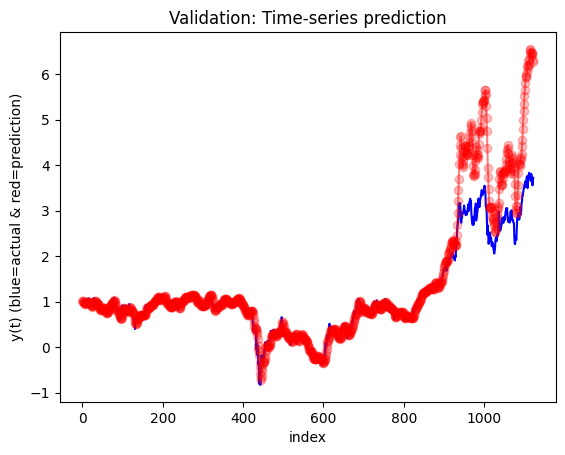 Validation: Time-series prediction
y(t) (blue=actual & red=prediction)
6
5
4
3
2
1
0
−1
0 200 400 600 800 1000
index